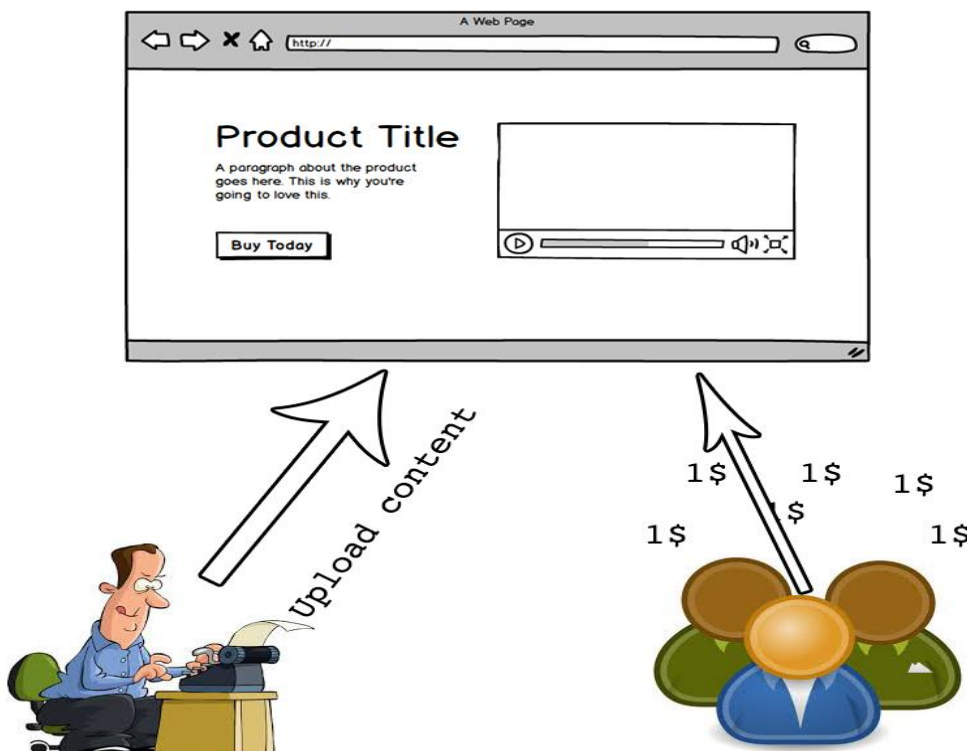 A Web Page
http://
Product Title
A paragraph about the product
goes here. This is why you're
going to love this.
Buy Today
Upload content
1$
1$
1$
1$
1$
1$